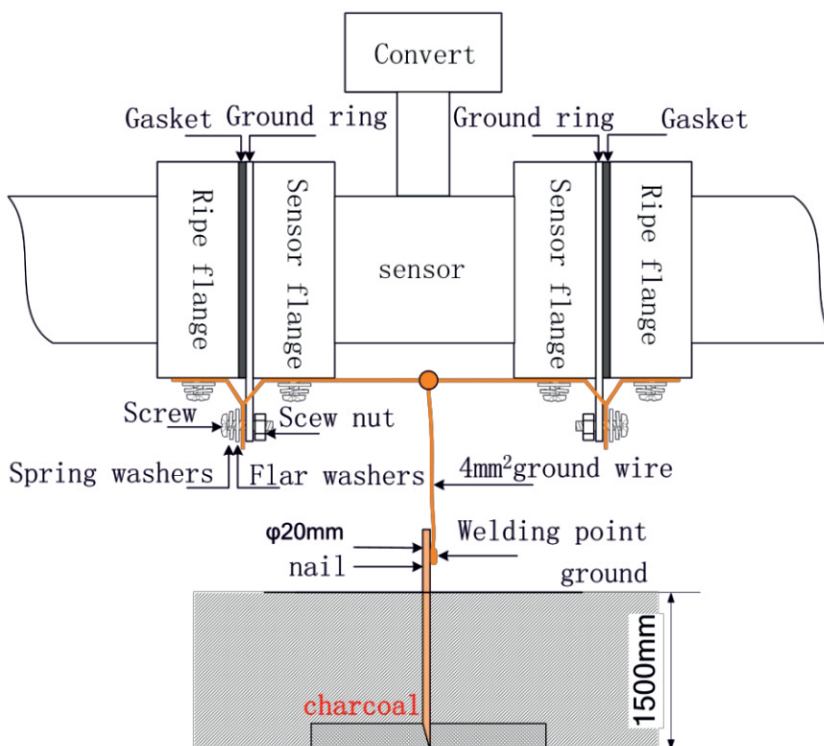 Convert
Gasket Ground ring Ground ring Gasket
Ripe flange
Sensor flange
sensor
Sensor flange
Ripe flange
Screw Scew nut
Spring washers Flar washers 4mm²ground wire
φ20mm Welding point
nail ground
charcoal
1500mm